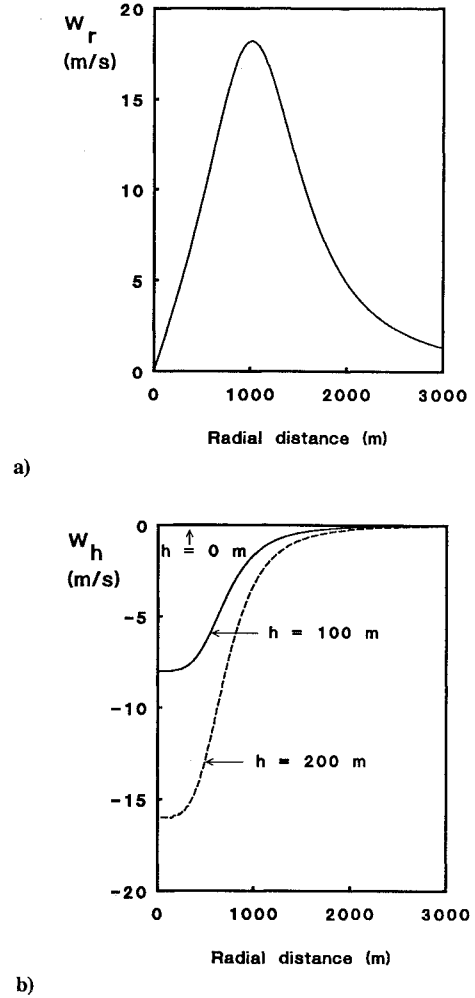 W_r
(m/s)
20
15
10
5
0
0 1000 2000 3000
Radial distance (m)
a)
W_h
(m/s)
0
h = 0 m
-5
h = 100 m
-10
h = 200 m
-15
-20
0 1000 2000 3000
Radial distance (m)
b)